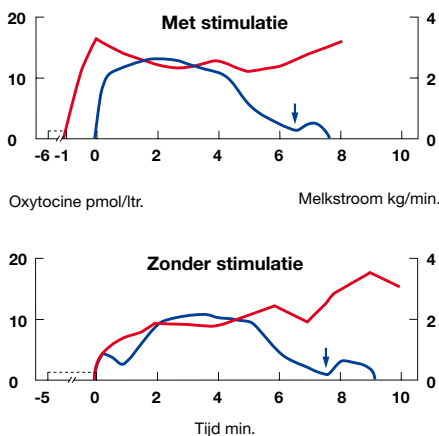 Met stimulatie
20 4
10 2
0 0
-6 -1 0 2 4 6 8 10
Oxytocine pmol/ltr. Melkstroom kg/min.
Zonder stimulatie
20 4
10 2
0 0
-5 0 2 4 6 8 10
Tijd min.